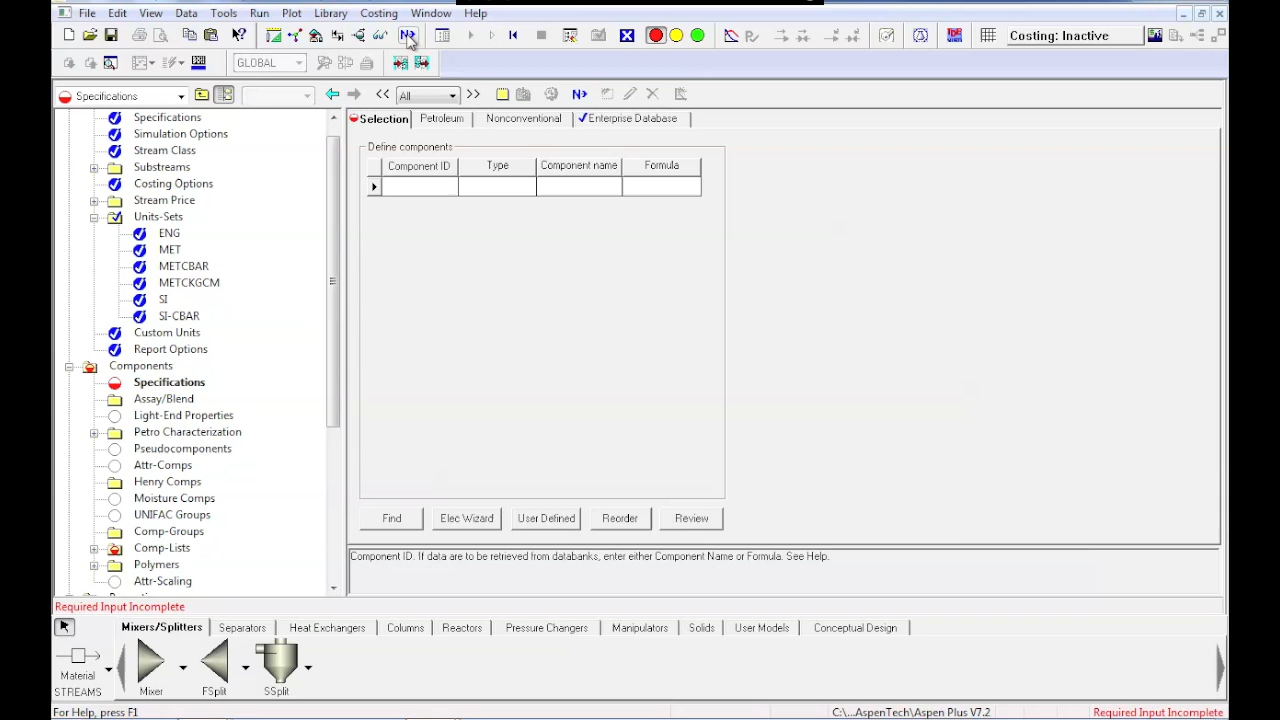 File Edit View Data Tools Run Plot Library Costing Window Help
N> Costing: Inactive
GLOBAL
Specifications << All >> N>
Specifications
Simulation Options
Stream Class
Substreams
Costing Options
Stream Price
Units-Sets
ENG
MET
METCBAR
METCKGCM
SI
SI-CBAR
Custom Units
Report Options
Components
Specifications
Assay/Blend
Light-End Properties
Petro Characterization
Pseudocomponents
Attr-Comps
Henry Comps
Moisture Comps
UNIFAC Groups
Comp-Groups
Comp-Lists
Polymers
Attr-Scaling
Selection Petroleum Nonconventional Enterprise Database
Define components
Component ID Type Component name Formula
Find Elec Wizard User Defined Reorder Review
Component ID. If data are to be retrieved from databanks, enter either Component Name or Formula. See Help.
Required Input Incomplete
Mixers/Splitters Separators Heat Exchangers Columns Reactors Pressure Changers Manipulators Solids User Models Conceptual Design
Material
STREAMS Mixer FSplit SSplit
For Help, press F1 C:\...AspenTech\Aspen Plus V7.2 Required Input Incomplete